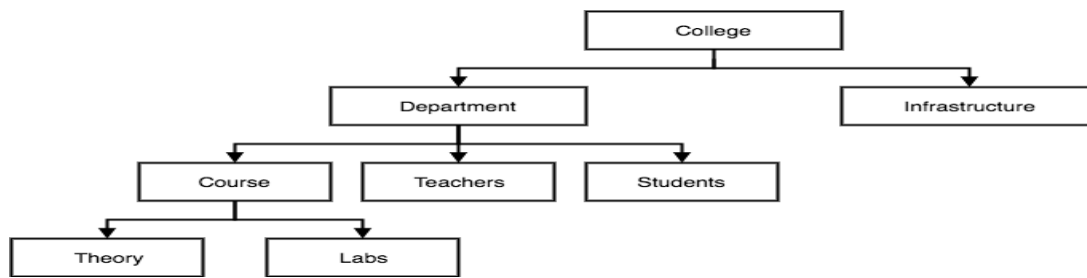 College
Department
Infrastructure
Course
Teachers
Students
Theory
Labs